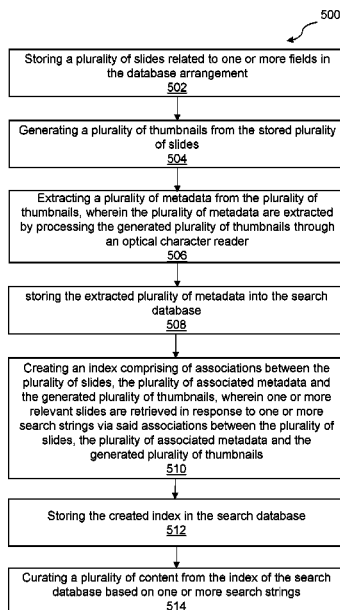 500
Storing a plurality of slides related to one or more fields in
the database arrangement
502
Generating a plurality of thumbnails from the stored plurality
of slides
504
Extracting a plurality of metadata from the plurality of
thumbnails, wherein the plurality of metadata are extracted
by processing the generated plurality of thumbnails through
an optical character reader
506
storing the extracted plurality of metadata into the search
database
508
Creating an index comprising of associations between the
plurality of slides, the plurality of associated metadata and
the generated plurality of thumbnails, wherein one or more
relevant slides are retrieved in response to one or more
search strings via said associations between the plurality of
slides, the plurality of associated metadata and the
generated plurality of thumbnails
510
Storing the created index in the search database
512
Curating a plurality of content from the index of the
search database based on one or more search strings
514